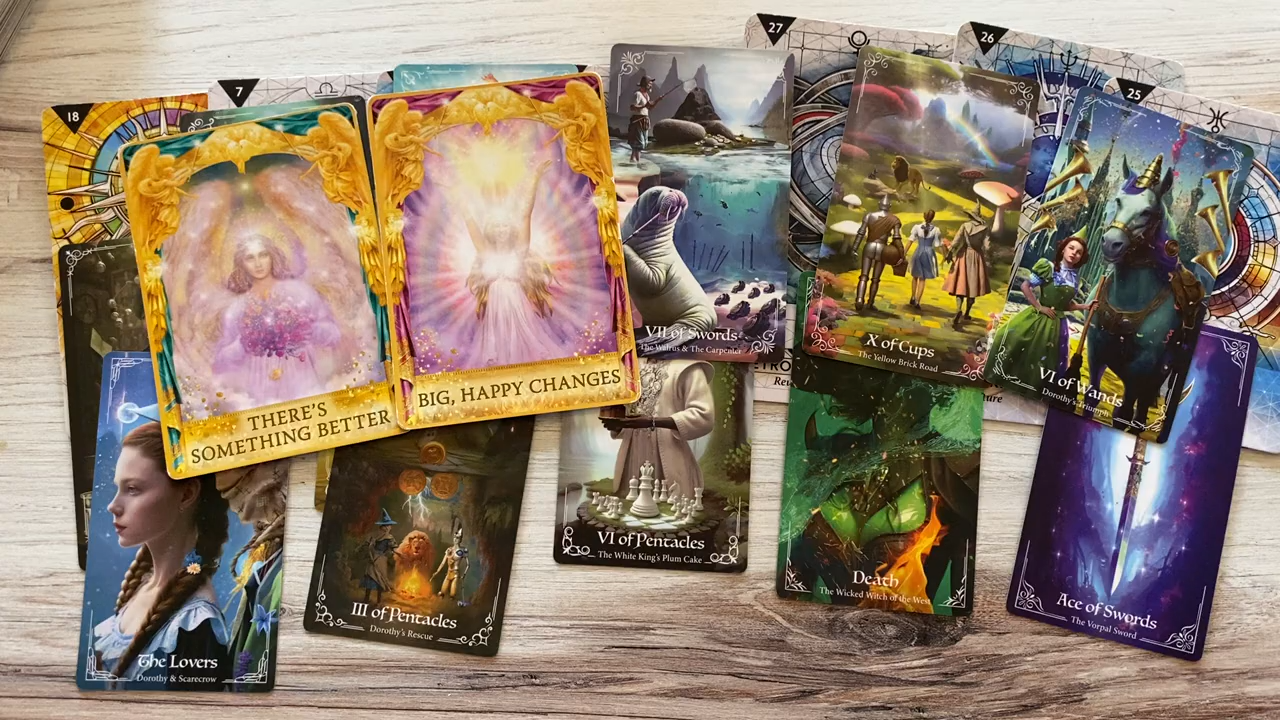 27
26
18
7
25
THERE'S
SOMETHING BETTER
BIG, HAPPY CHANGES
VII of Swords
The Walrus & The Carpenter
X of Cups
The Yellow Brick Road
VI of Wands
Dorothy's Triumph
The Lovers
Dorothy & Scarecrow
III of Pentacles
Dorothy's Rescue
VI of Pentacles
The White King's Plum Cake
Death
The Wicked Witch of the West
Ace of Swords
The Vorpal Sword